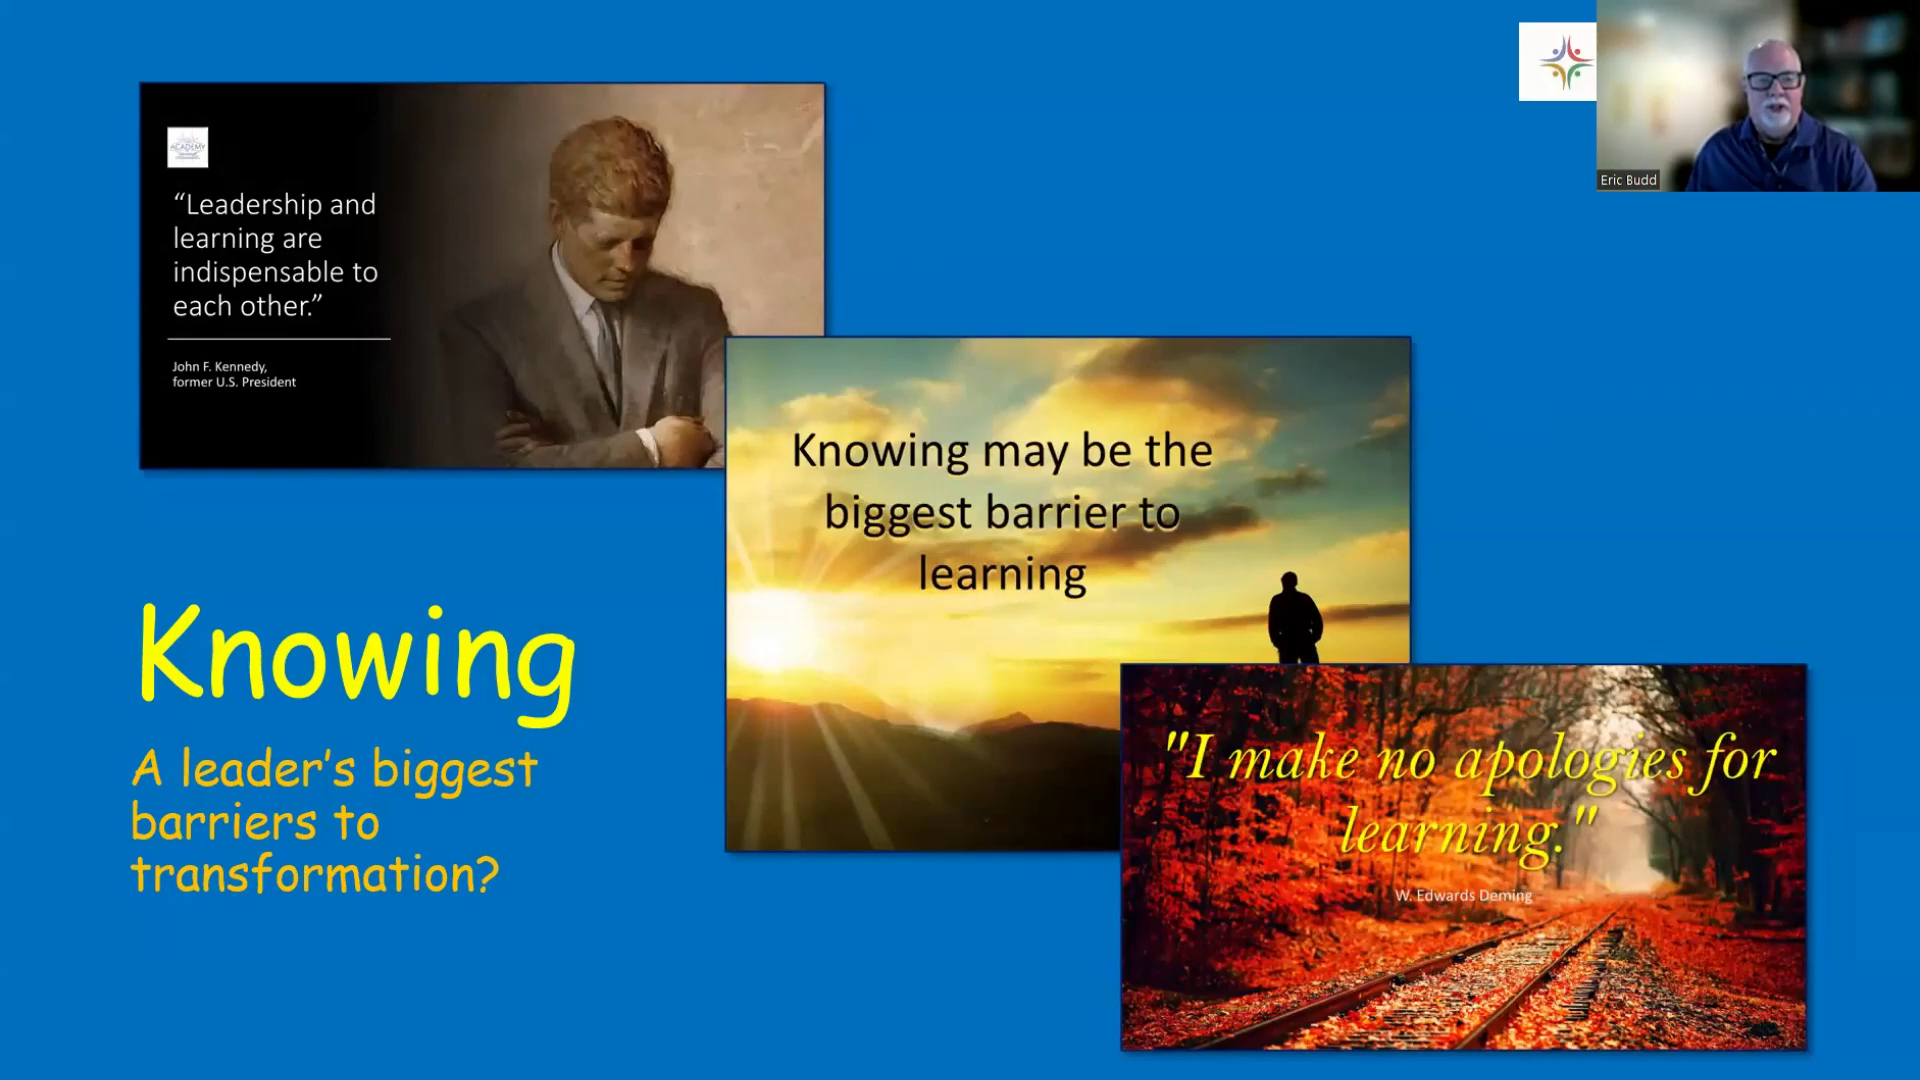 ACADEMY
“Leadership and
learning are
indispensable to
each other.”
John F. Kennedy,
former U.S. President
Knowing may be the
biggest barrier to
learning
Knowing
A leader’s biggest
barriers to
transformation?
"I make no apologies for
learning."
W. Edwards Deming
Eric Budd